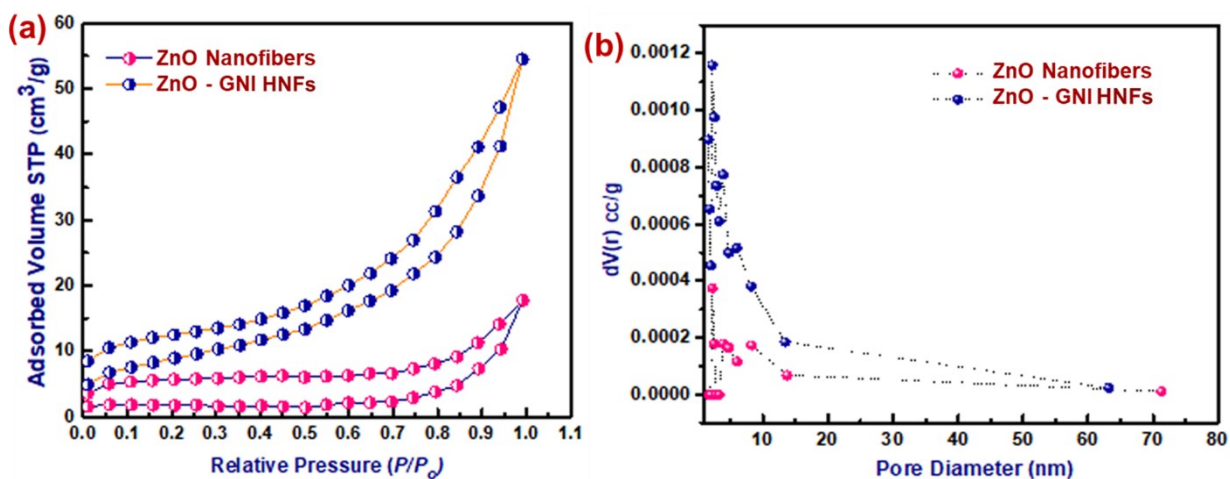 (a)
ZnO Nanofibers
ZnO - GNI HNFs
Adsorbed Volume STP (cm³/g)
60
50
40
30
20
10
0
0.0 0.1 0.2 0.3 0.4 0.5 0.6 0.7 0.8 0.9 1.0 1.1
Relative Pressure (P/Po)
(b)
ZnO Nanofibers
ZnO - GNI HNFs
dV(r) cc/g
0.0012
0.0010
0.0008
0.0006
0.0004
0.0002
0.0000
10 20 30 40 50 60 70 80
Pore Diameter (nm)